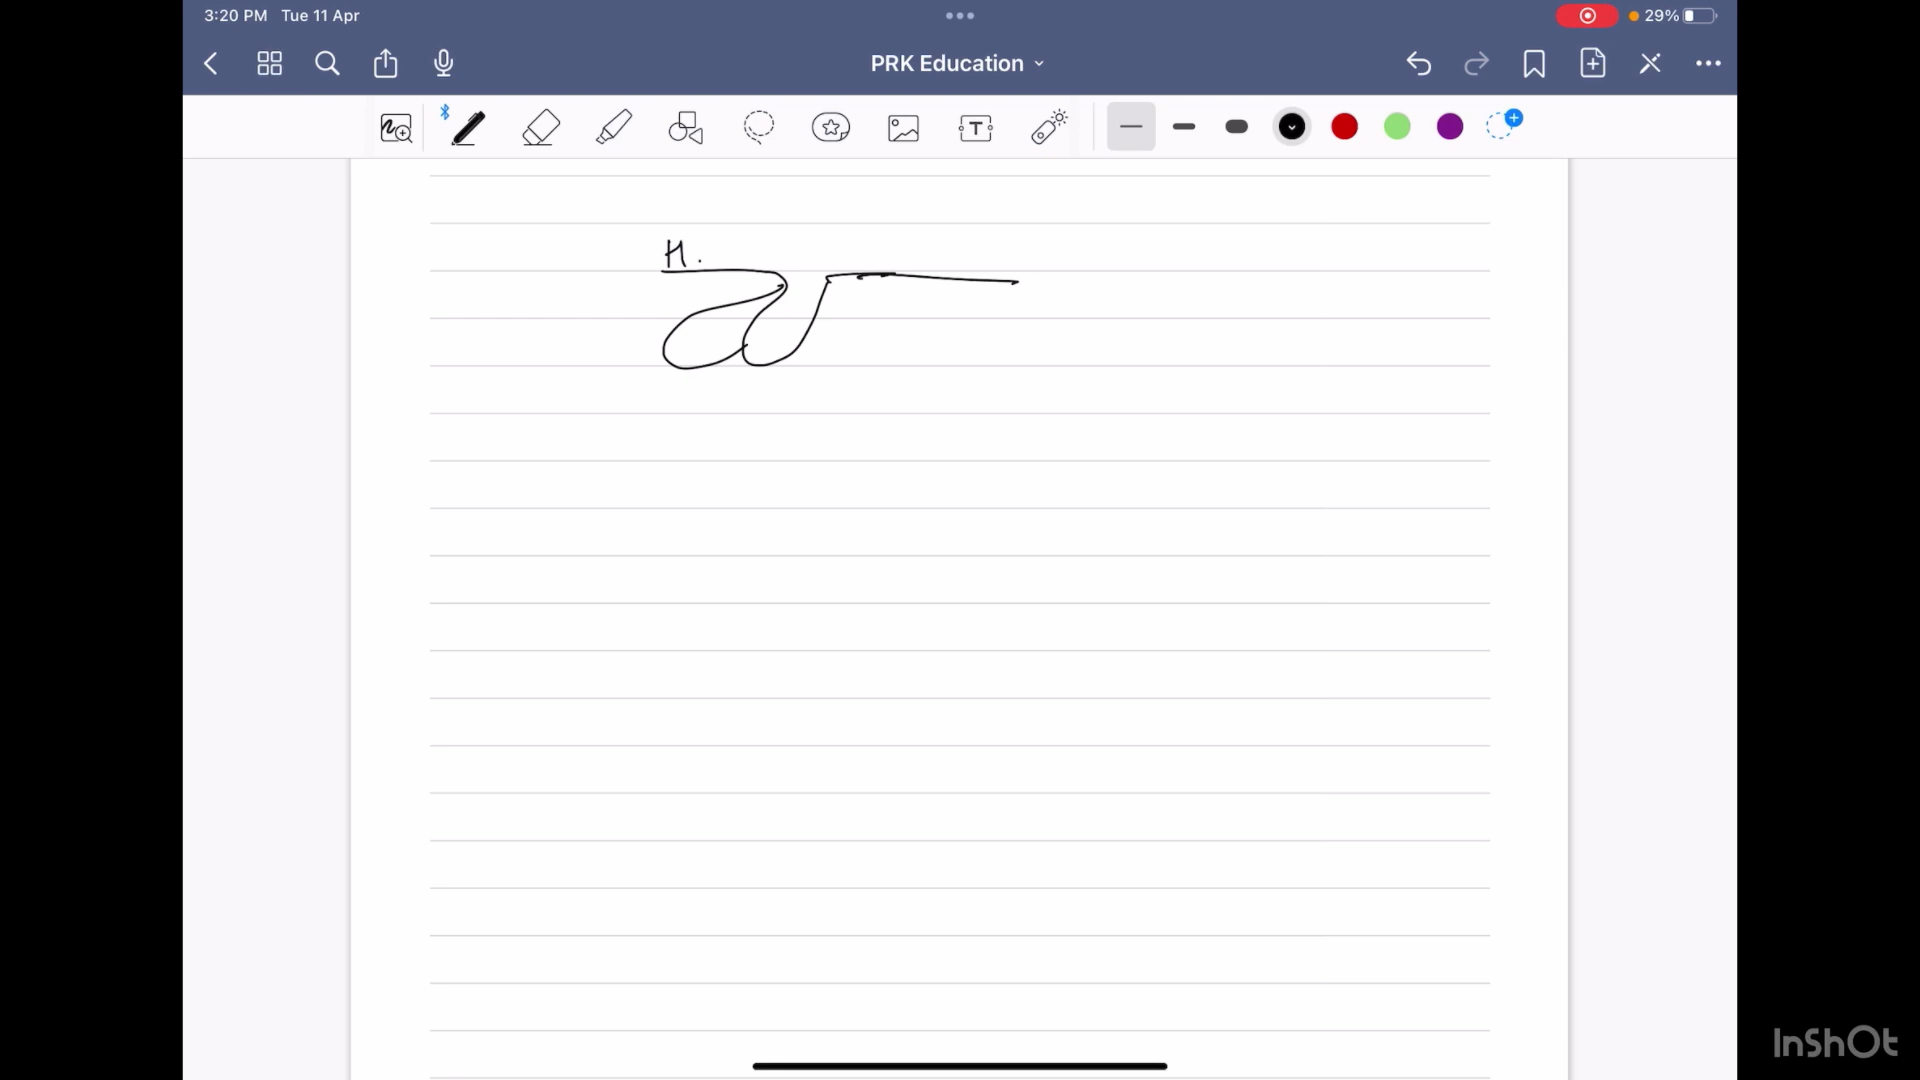 3:20 PM Tue 11 Apr
29%
PRK Education
T
H.
InShOt